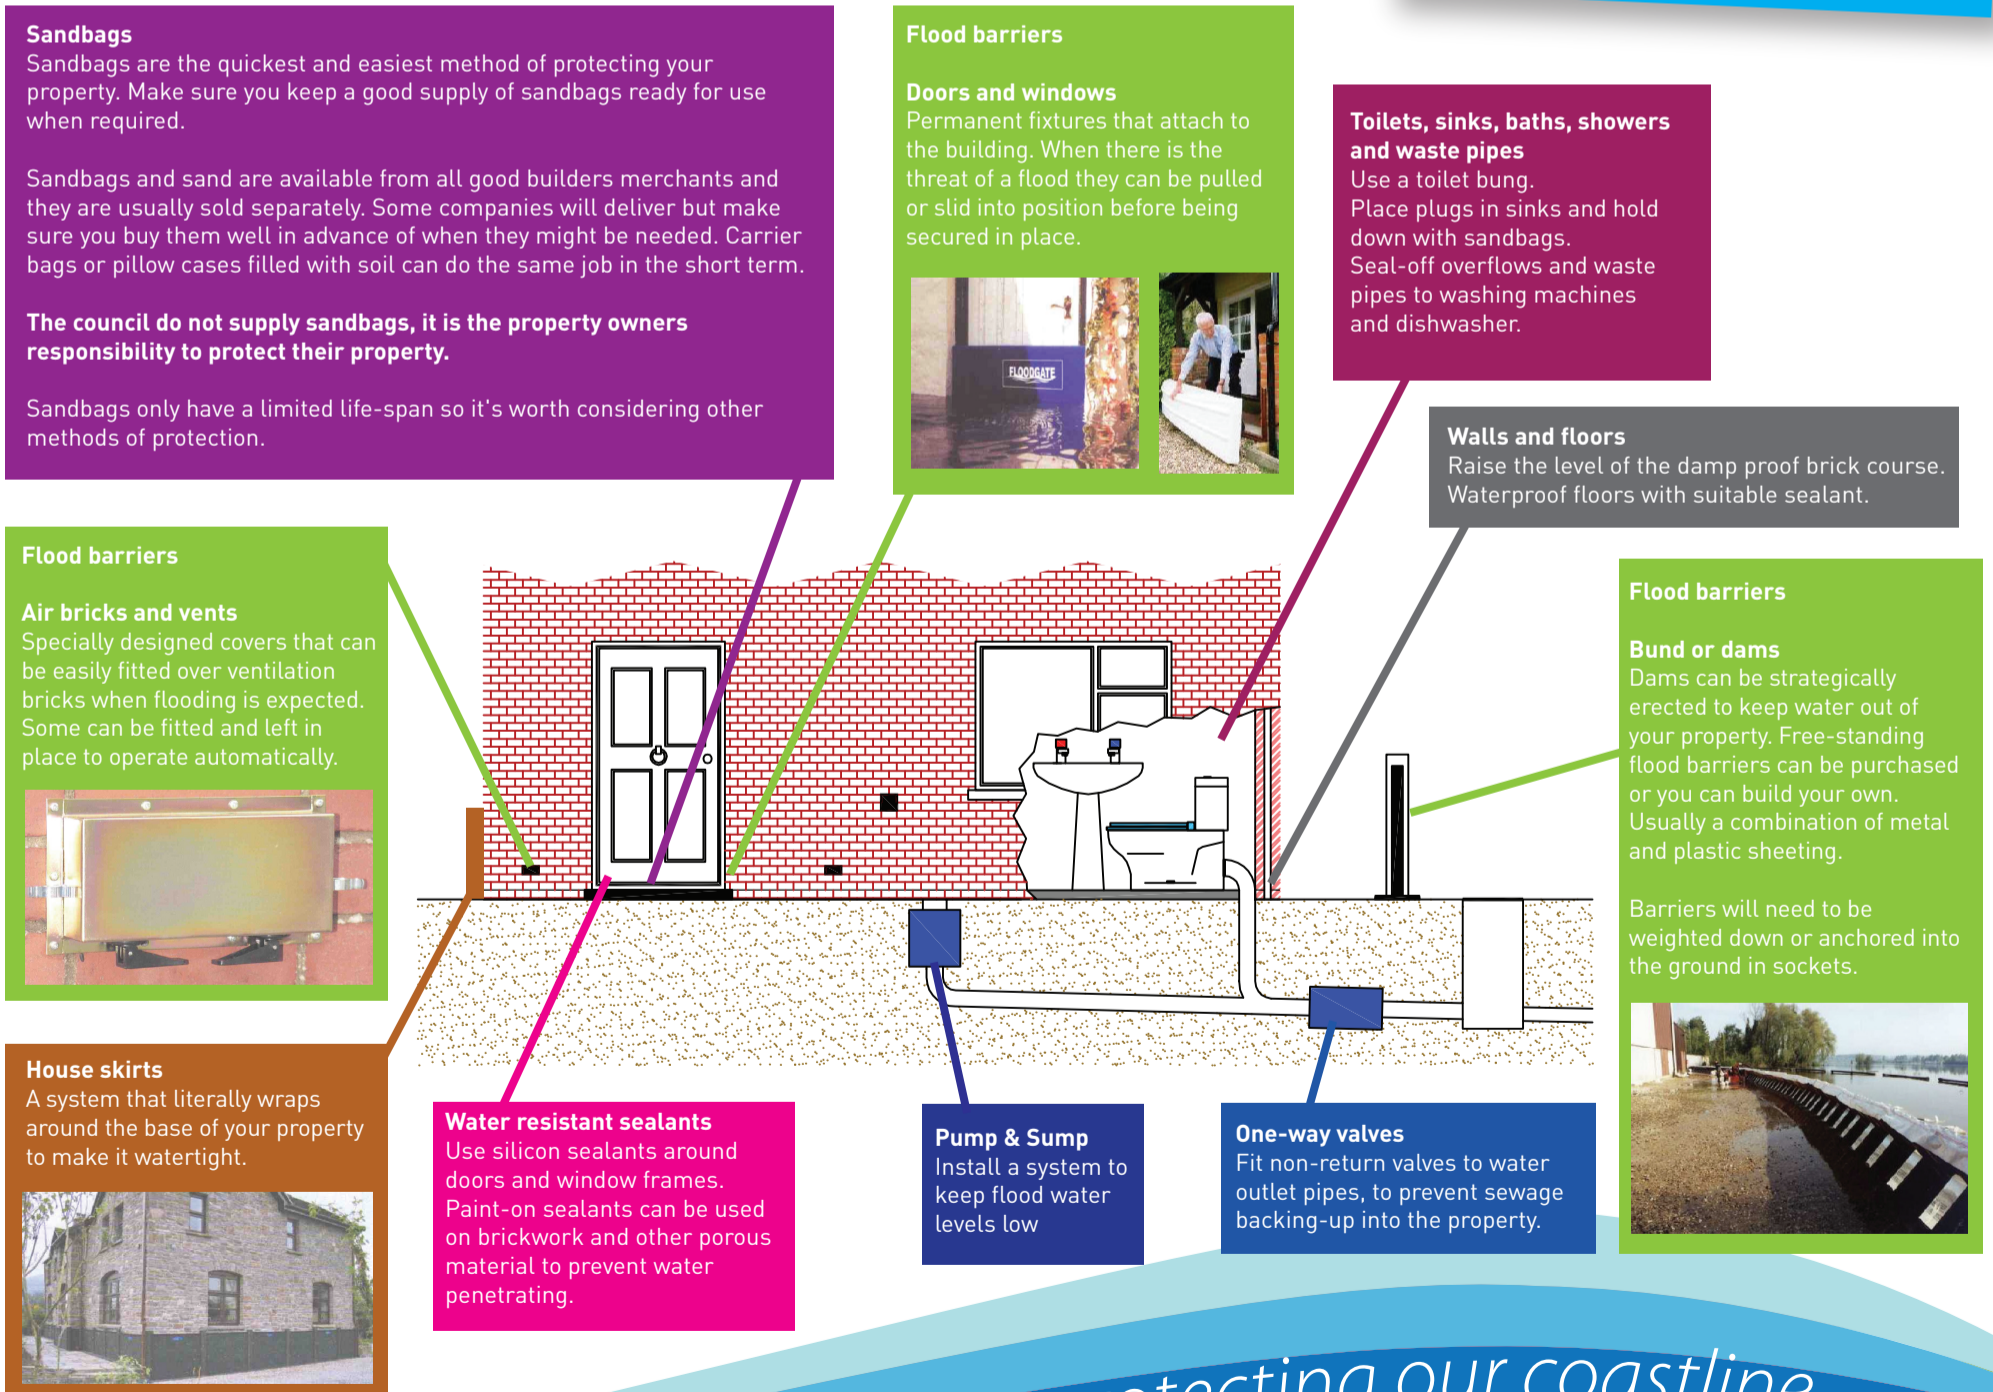 Sandbags
Sandbags are the quickest and easiest method of protecting your
property. Make sure you keep a good supply of sandbags ready for use
when required.
Sandbags and sand are available from all good builders merchants and
they are usually sold separately. Some companies will deliver but make
sure you buy them well in advance of when they might be needed. Carrier
bags or pillow cases filled with soil can do the same job in the short term.
The council do not supply sandbags, it is the property owners
responsibility to protect their property.
Sandbags only have a limited life-span so it's worth considering other
methods of protection.
Flood barriers
Doors and windows
Permanent fixtures that attach to
the building. When there is the
threat of a flood they can be pulled
or slid into position before being
secured in place.
FLOODGATE
Toilets, sinks, baths, showers
and waste pipes
Use a toilet bung.
Place plugs in sinks and hold
down with sandbags.
Seal-off overflows and waste
pipes to washing machines
and dishwasher.
Walls and floors
Raise the level of the damp proof brick course.
Waterproof floors with suitable sealant.
Flood barriers
Air bricks and vents
Specially designed covers that can
be easily fitted over ventilation
bricks when flooding is expected.
Some can be fitted and left in
place to operate automatically.
Flood barriers
Bund or dams
Dams can be strategically
erected to keep water out of
your property. Free-standing
flood barriers can be purchased
or you can build your own.
Usually a combination of metal
and plastic sheeting.
Barriers will need to be
weighted down or anchored into
the ground in sockets.
House skirts
A system that literally wraps
around the base of your property
to make it watertight.
Water resistant sealants
Use silicon sealants around
doors and window frames.
Paint-on sealants can be used
on brickwork and other porous
material to prevent water
penetrating.
Pump & Sump
Install a system to
keep flood water
levels low
One-way valves
Fit non-return valves to water
outlet pipes, to prevent sewage
backing-up into the property.
our coastline